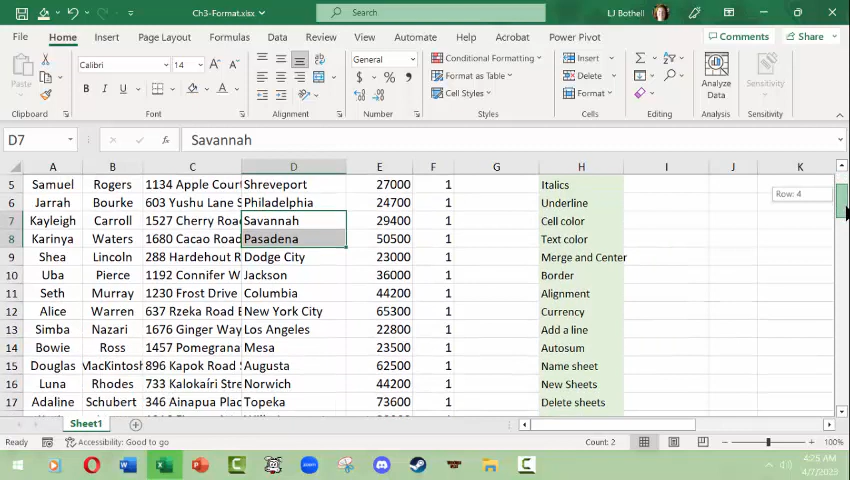 Ch3-Format.xlsx
Search
LJ Bothell
File Home Insert Page Layout Formulas Data Review View Automate Help Acrobat Power Pivot Comments Share
Calibri 14 General Conditional Formatting Insert
Paste B I U $ % Format as Table Delete Analyze Data Sensitivity
Cell Styles Format
Clipboard Font Alignment Number Styles Cells Editing Analysis Sensitivity
D7 fx Savannah
A B C D E F G H I J K
5 Samuel Rogers 1134 Apple Cour Shreveport 27000 1 Italics
Row: 4
6 Jarrah Bourke 603 Yushu Lane S Philadelphia 24700 1 Underline
7 Kayleigh Carroll 1527 Cherry Roa Savannah 29400 1 Cell color
8 Karinya Waters 1680 Cacao Road Pasadena 50500 1 Text color
9 Shea Lincoln 288 Hardehout R Dodge City 23000 1 Merge and Center
10 Uba Pierce 1192 Connifer W Jackson 36000 1 Border
11 Seth Murray 1230 Frost Drive Columbia 44200 1 Alignment
12 Alice Warren 637 Rzeka Road E New York City 65300 1 Currency
13 Simba Nazari 1676 Ginger Way Los Angeles 22800 1 Add a line
14 Bowie Ross 1457 Pomegrana Mesa 23500 1 Autosum
15 Douglas MacKintosh 896 Kapok Road Augusta 62500 1 Name sheet
16 Luna Rhodes 733 Kalokaíri Stre Norwich 44200 1 New Sheets
17 Adaline Schubert 346 Ainapua Plac Topeka 73600 1 Delete sheets
Sheet1
Ready Accessibility: Good to go Count: 2 100%
4:25 AM
4/7/2023